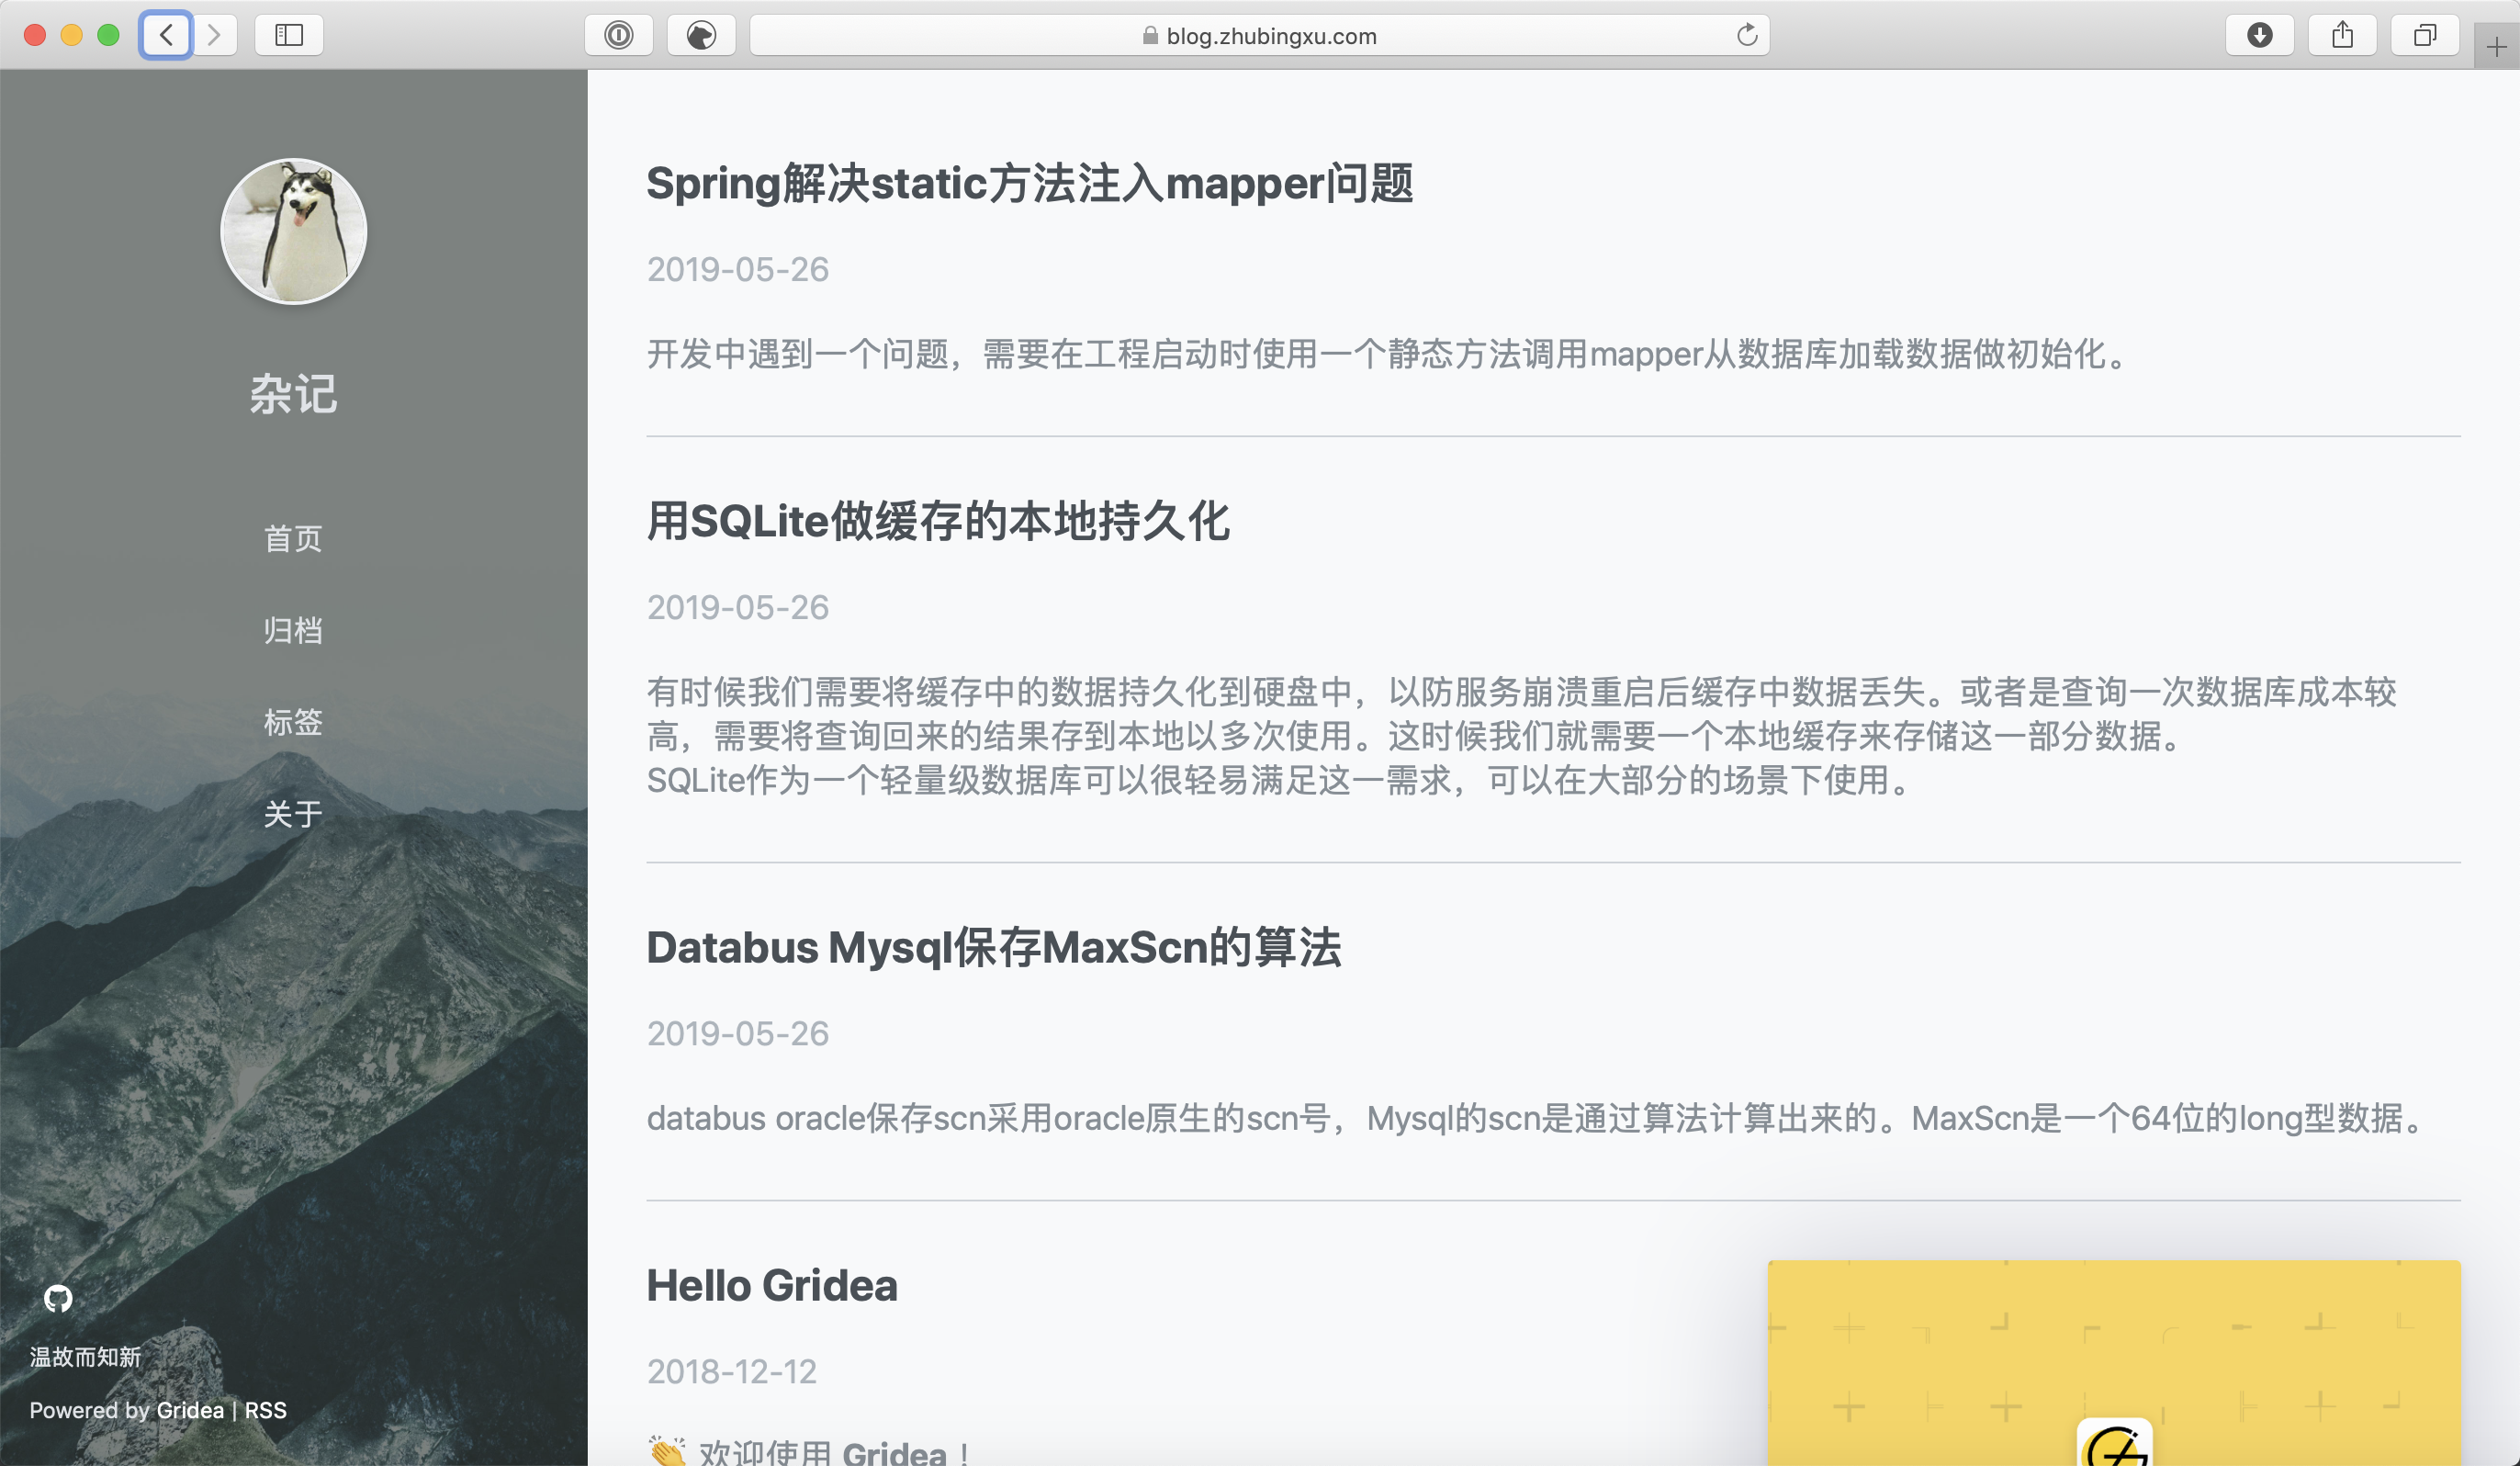 blog.zhubingxu.com
杂记
首页
归档
标签
关于
温故而知新
Powered by Gridea | RSS
Spring解决static方法注入mapper问题
2019-05-26
开发中遇到一个问题，需要在工程启动时使用一个静态方法调用mapper从数据库加载数据做初始化。
用SQLite做缓存的本地持久化
2019-05-26
有时候我们需要将缓存中的数据持久化到硬盘中，以防服务崩溃重启后缓存中数据丢失。或者是查询一次数据库成本较
高，需要将查询回来的结果存到本地以多次使用。这时候我们就需要一个本地缓存来存储这一部分数据。
SQLite作为一个轻量级数据库可以很轻易满足这一需求，可以在大部分的场景下使用。
Databus Mysql保存MaxScn的算法
2019-05-26
databus oracle保存scn采用oracle原生的scn号，Mysql的scn是通过算法计算出来的。MaxScn是一个64位的long型数据。
Hello Gridea
2018-12-12
👏 欢迎使用 Gridea！